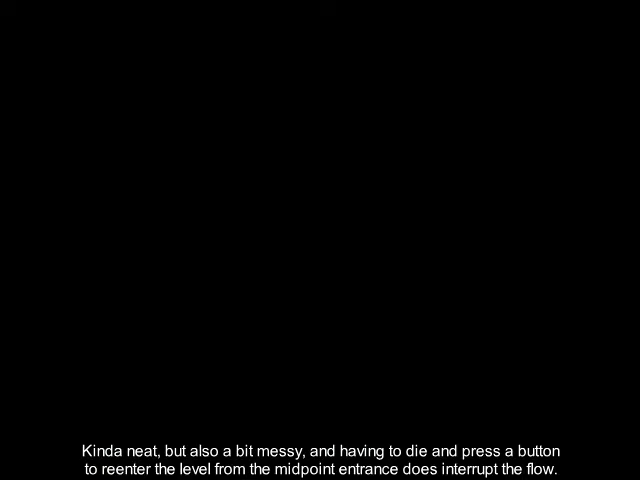 Kinda neat, but also a bit messy, and having to die and press a button
to reenter the level from the midpoint entrance does interrupt the flow.